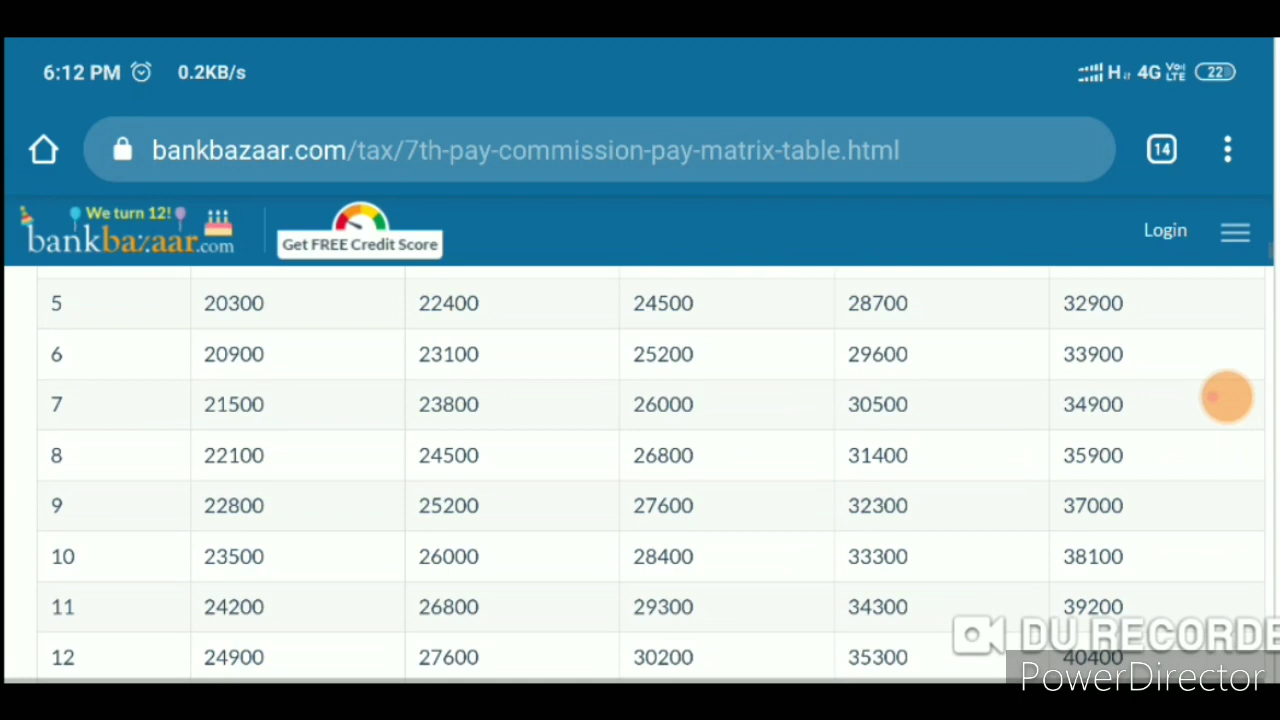 6:12 PM 0.2KB/s H 4G Vo) LTE 22
bankbazaar.com/tax/7th-pay-commission-pay-matrix-table.html 14
We turn 12!
bankbazaar.com Get FREE Credit Score Login
5 20300 22400 24500 28700 32900
6 20900 23100 25200 29600 33900
7 21500 23800 26000 30500 34900
8 22100 24500 26800 31400 35900
9 22800 25200 27600 32300 37000
10 23500 26000 28400 33300 38100
11 24200 26800 29300 34300 39200
DU RECORDE
12 24900 27600 30200 35300 40400
PowerDirector